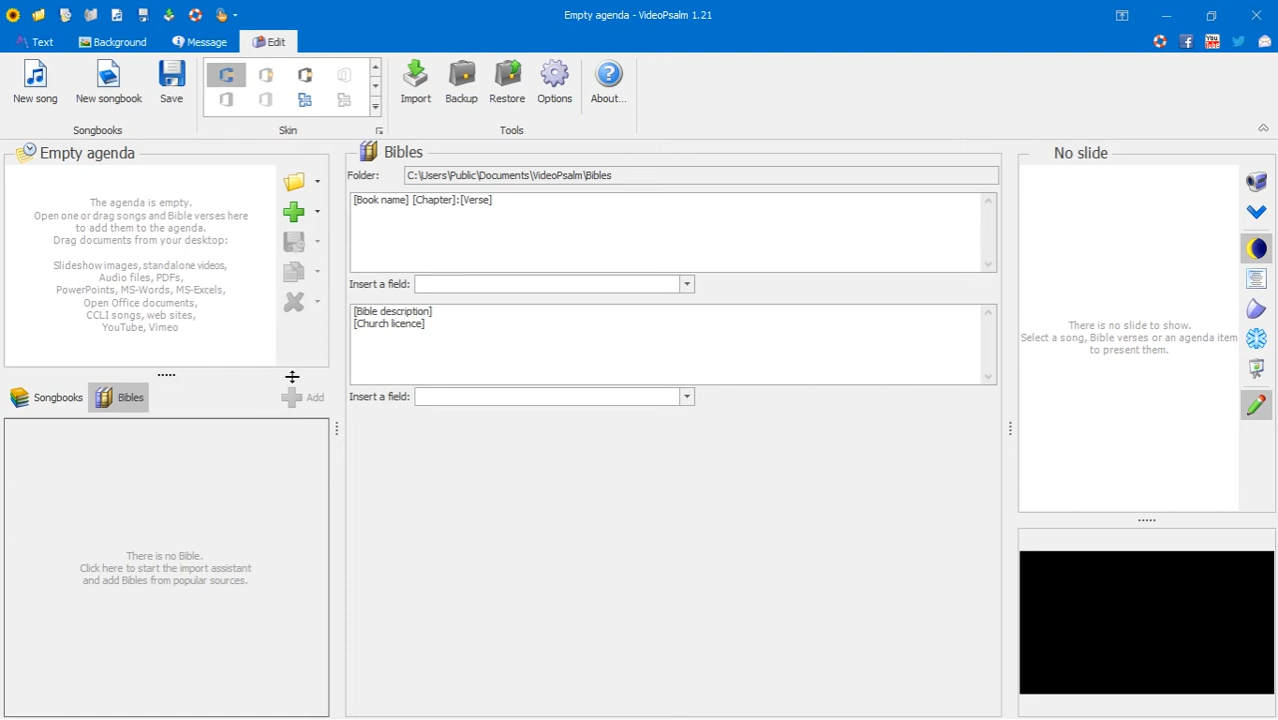 Empty agenda - VideoPsalm 1.21
Text
Background
Message
Edit
New song
New songbook
Save
Import
Backup
Restore
Options
About...
Songbooks
Skin
Tools
Empty agenda
The agenda is empty.
Open one or drag songs and Bible verses here
to add them to the agenda.
Drag documents from your desktop:
Slideshow images, standalone videos,
Audio files, PDFs,
PowerPoints, MS-Words, MS-Excels,
Open Office documents,
CCLI songs, web sites,
YouTube, Vimeo
Songbooks
Bibles
Add
There is no Bible.
Click here to start the import assistant
and add Bibles from popular sources.
Bibles
Folder:
C:\Users\Public\Documents\VideoPsalm\Bibles
[Book name] [Chapter]:[Verse]
Insert a field:
[Bible description]
[Church licence]
Insert a field:
No slide
There is no slide to show.
Select a song, Bible verses or an agenda item
to present them.
You
Tube